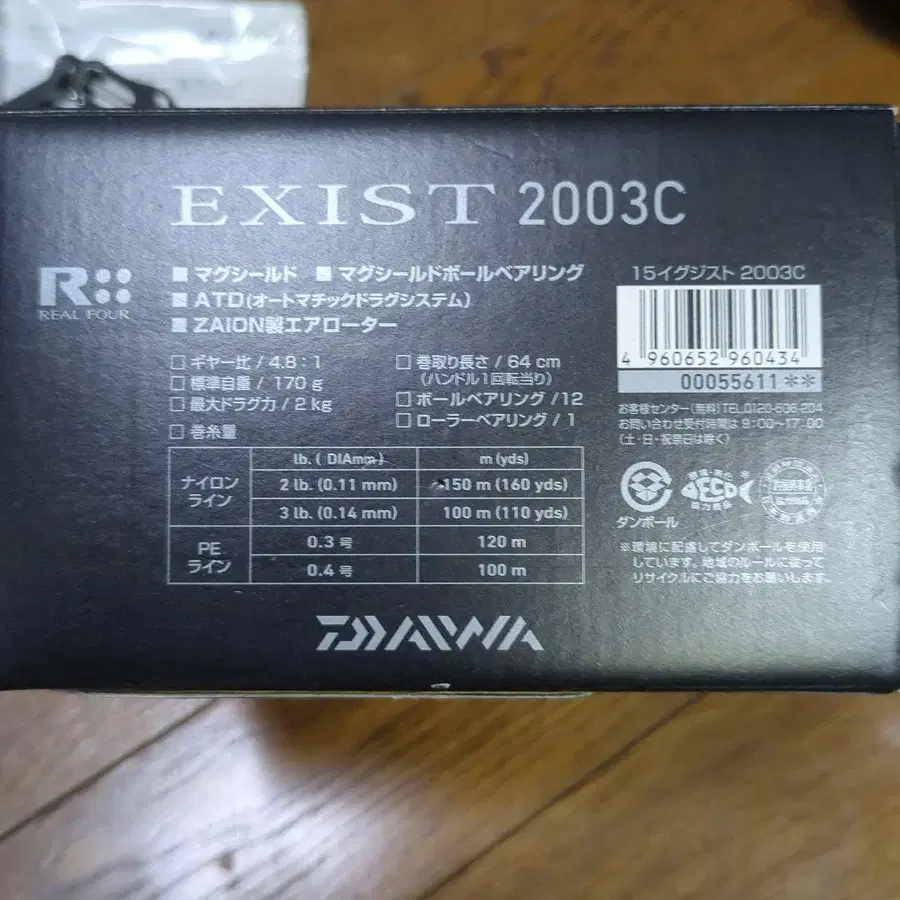 EXIST 2003C
R
REAL FOUR
■ マグシールド ■ マグシールドボールベアリング
■ ATD(オートマチックドラグシステム)
■ ZAION製エアローター
□ ギヤー比 / 4.8:1
□ 標準自重 / 170 g
□ 最大ドラグ力 / 2 kg
□ 巻糸量
□ 巻取り長さ / 64 cm
(ハンドル1回転当り)
□ ボールベアリング /12
□ ローラーベアリング / 1
lb. ( DIAmm) m (yds)
ナイロンライン 2 lb. (0.11 mm) 150 m (160 yds)
3 lb. (0.14 mm) 100 m (110 yds)
PEライン 0.3 号 120 m
0.4 号 100 m
DAIWA
15イグジスト 2003C
4 960652 960434
00055611**
お客様センター(無料)TEL0120-506-204
お問い合わせ受付時間は9:00~17:00
(土・日・祝祭日は除く)
ダンボール
DECO
協力商品
※環境に配慮してダンボールを使用
しています。地域のルールに従って
リサイクルにご協力をお願いします。